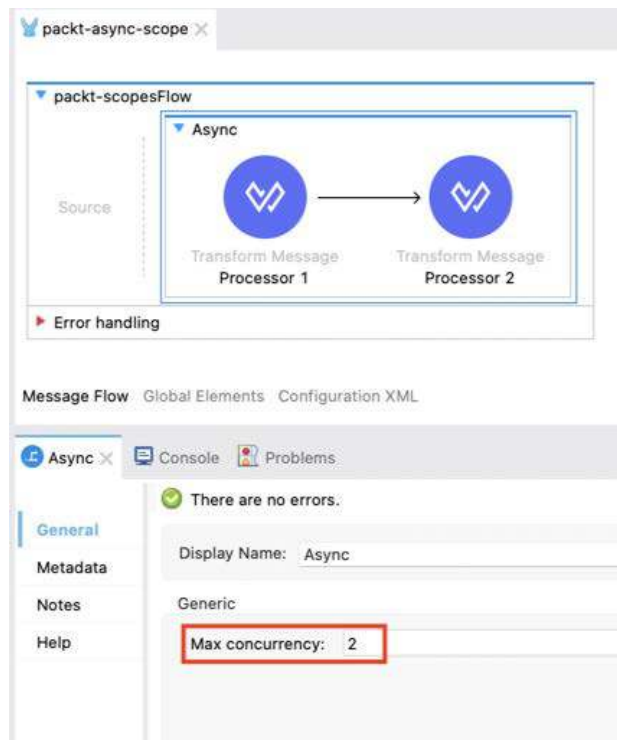 packt-async-scope
packt-scopesFlow
Async
Source
Transform Message
Transform Message
Processor 1
Processor 2
Error handling
Message Flow Global Elements Configuration XML
Async Console Problems
There are no errors.
General
Display Name: Async
Metadata
Notes
Generic
Help
Max concurrency: 2